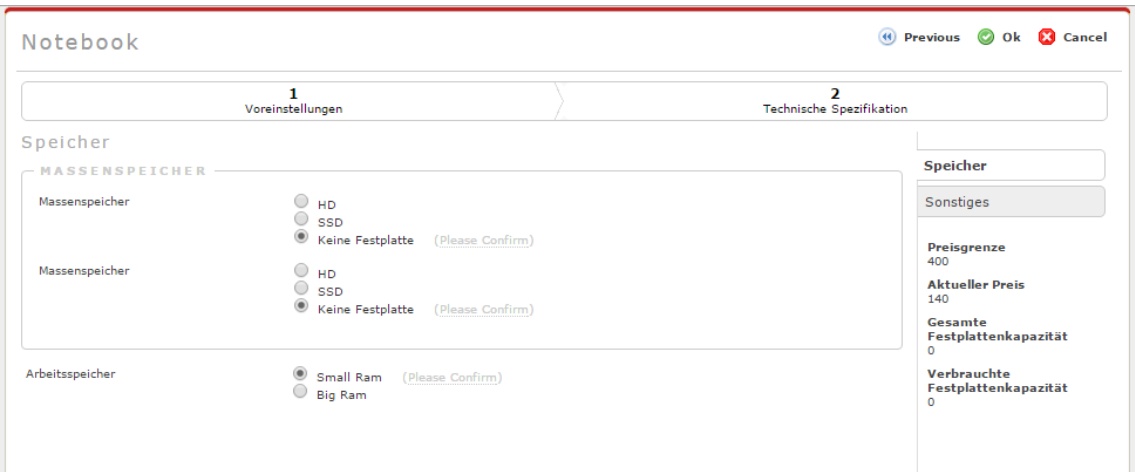 Notebook
Previous Ok Cancel
1
Voreinstellungen
2
Technische Spezifikation
Speicher
MASSENSPEICHER
Massenspeicher
HD
SSD
Keine Festplatte (Please Confirm)
Massenspeicher
HD
SSD
Keine Festplatte (Please Confirm)
Arbeitsspeicher
Small Ram (Please Confirm)
Big Ram
Speicher
Sonstiges
Preisgrenze
400
Aktueller Preis
140
Gesamte
Festplattenkapazität
0
Verbrauchte
Festplattenkapazität
0